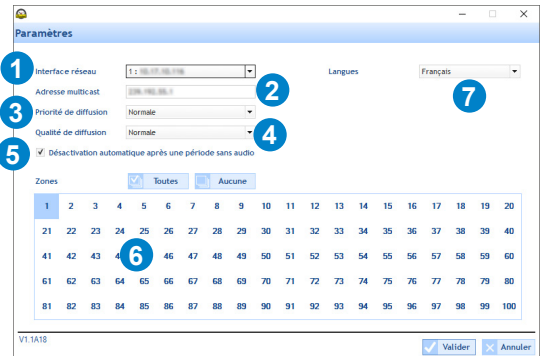 Paramètres
1 Interface réseau 1 : Langues Français
Adresse multicast 2 7
3 Priorité de diffusion Normale
Qualité de diffusion Normale 4
5 Désactivation automatique après une période sans audio
Zones Toutes Aucune
1 2 3 4 5 6 7 8 9 10 11 12 13 14 15 16 17 18 19 20
21 22 23 24 25 26 27 28 29 30 31 32 33 34 35 36 37 38 39 40
41 42 43 6 46 47 48 49 50 51 52 53 54 55 56 57 58 59 60
61 62 63 64 65 66 67 68 69 70 71 72 73 74 75 76 77 78 79 80
81 82 83 84 85 86 87 88 89 90 91 92 93 94 95 96 97 98 99 100
V1.1A18
Valider Annuler